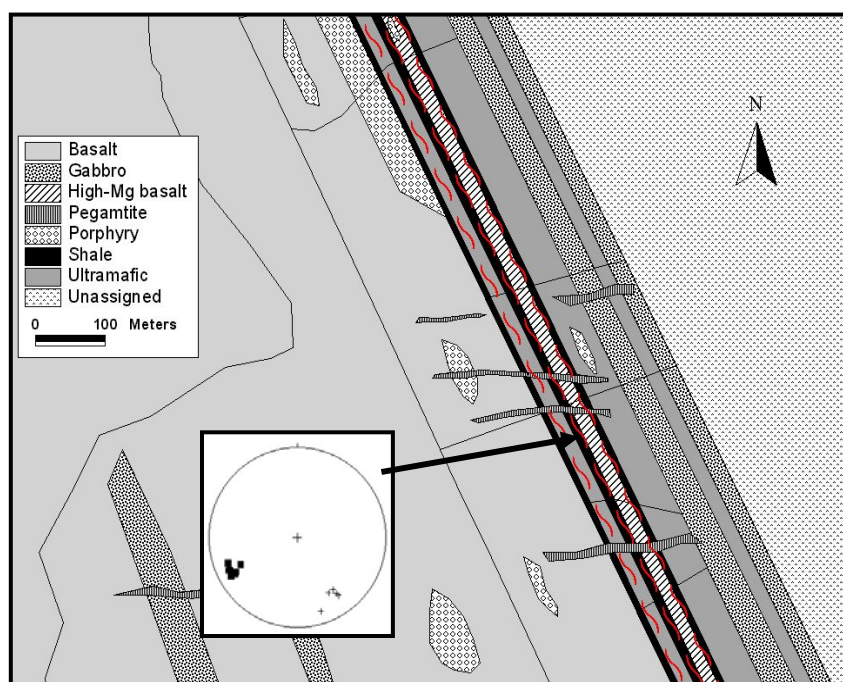 N
Basalt
Gabbro
High-Mg basalt
Pegamtite
Porphyry
Shale
Ultramafic
Unassigned
0 100 Meters